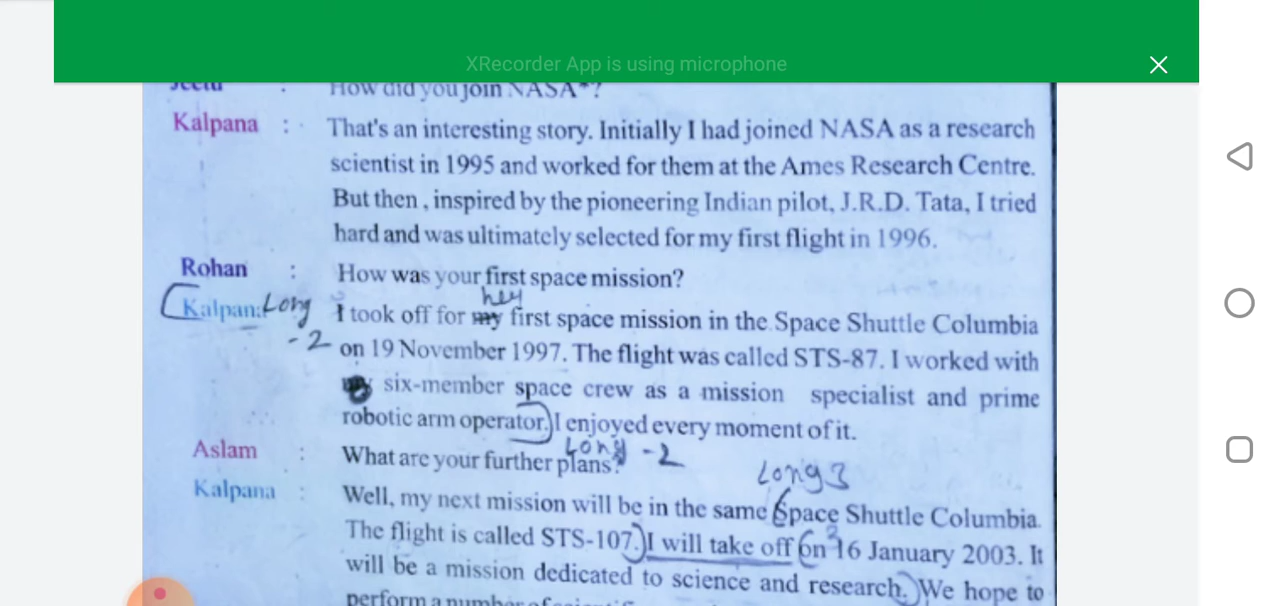 XRecorder App is using microphone
Jeetu : How did you join NASA*?
Kalpana : That's an interesting story. Initially I had joined NASA as a research
scientist in 1995 and worked for them at the Ames Research Centre.
But then , inspired by the pioneering Indian pilot, J.R.D. Tata, I tried
hard and was ultimately selected for my first flight in 1996.
Rohan : How was your first space mission?
hey
Kalpana Long I took off for my first space mission in the Space Shuttle Columbia
-2 on 19 November 1997. The flight was called STS-87. I worked with
six-member space crew as a mission specialist and prime
robotic arm operator. I enjoyed every moment of it.
Long -2
Aslam : What are your further plans?
Long 3
Kalpana : Well, my next mission will be in the same Space Shuttle Columbia.
The flight is called STS-107. I will take off on 16 January 2003. It
will be a mission dedicated to science and research. We hope to
perform a number of